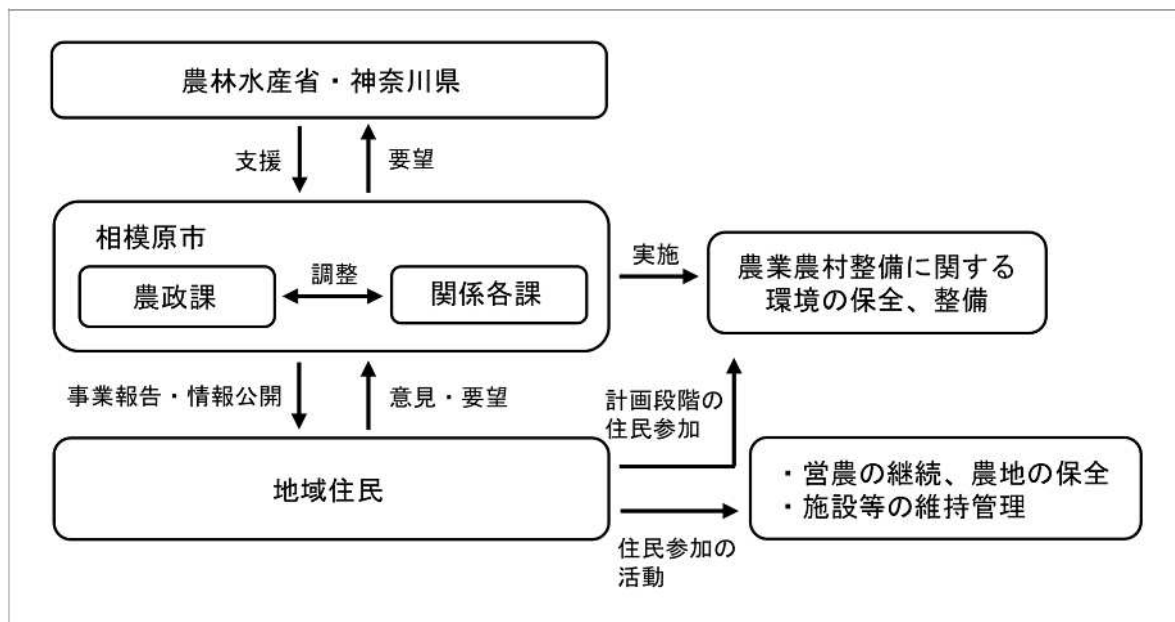 農林水産省・神奈川県
支援
要望
相模原市
農政課
調整
関係各課
実施
農業農村整備に関する
環境の保全、整備
事業報告・情報公開
意見・要望
計画段階の
住民参加
地域住民
・営農の継続、農地の保全
・施設等の維持管理
住民参加の
活動